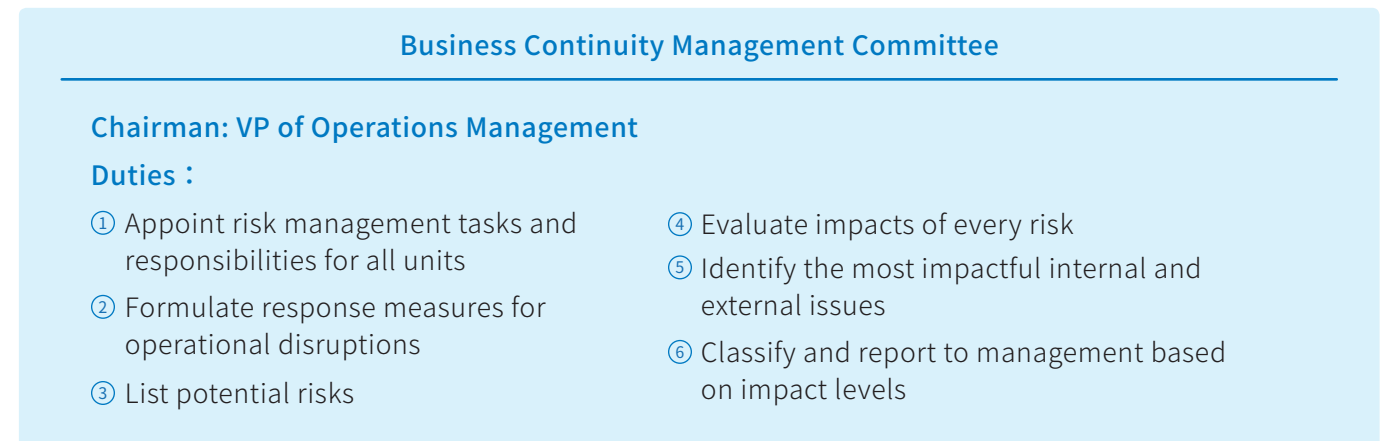 Business Continuity Management Committee
Chairman: VP of Operations Management
Duties：
① Appoint risk management tasks and
responsibilities for all units
② Formulate response measures for
operational disruptions
③ List potential risks
④ Evaluate impacts of every risk
⑤ Identify the most impactful internal and
external issues
⑥ Classify and report to management based
on impact levels